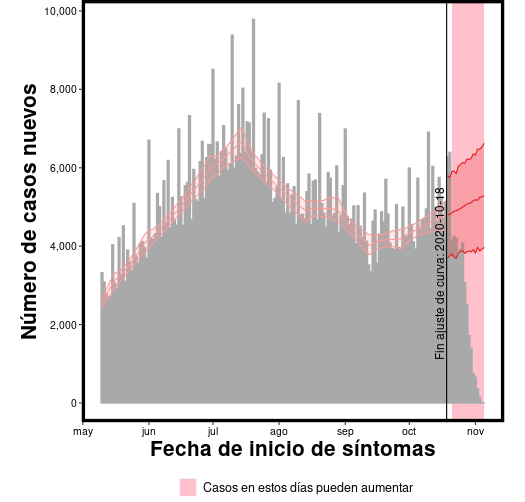 10,000
8,000
6,000
4,000
2,000
0
Número de casos nuevos
Fin ajuste de curva: 2020-10-18
may jun jul ago sep oct nov
Fecha de inicio de síntomas
Casos en estos días pueden aumentar